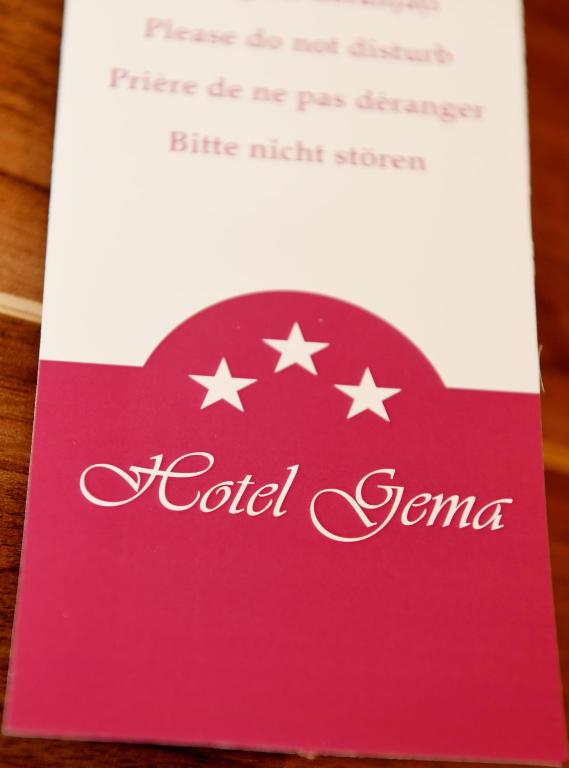 Please do not disturb
Prière de ne pas déranger
Bitte nicht stören
Hotel Gema